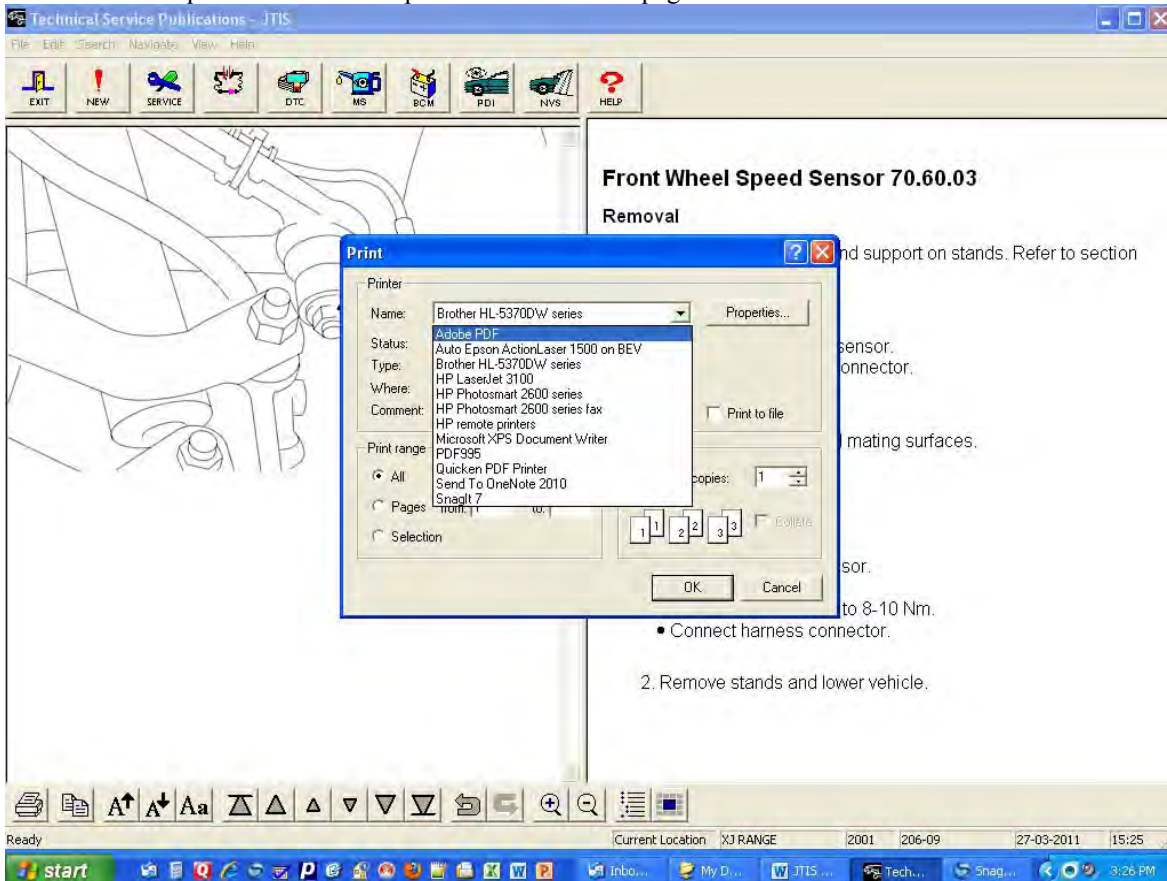 Technical Service Publications - JTIS
File Edit Search Navigate View Help
EXIT NEW SERVICE DTC MS BCM PDI NVS HELP
Front Wheel Speed Sensor 70.60.03
Removal
nd support on stands. Refer to section
sensor.
onnector.
mating surfaces.
sor.
to 8-10 Nm.
• Connect harness connector.
2. Remove stands and lower vehicle.
Print
Printer
Name: Brother HL-5370DW series Properties...
Status:
Type:
Where:
Comment:
Adobe PDF
Auto Epson ActionLaser 1500 on BEV
Brother HL-5370DW series
HP LaserJet 3100
HP Photosmart 2600 series
HP Photosmart 2600 series fax
HP remote printers
Microsoft XPS Document Writer
PDF995
Quicken PDF Printer
Send To OneNote 2010
SnagIt 7
Print to file
Print range
All
Pages
Selection
copies: 1
1 1 2 2 3 3 Collate
OK Cancel
Ready Current Location XJ RANGE 2001 206-09 27-03-2011 15:25
start Inbo... My D... JTIS ... Tech... Snag... 3:26 PM